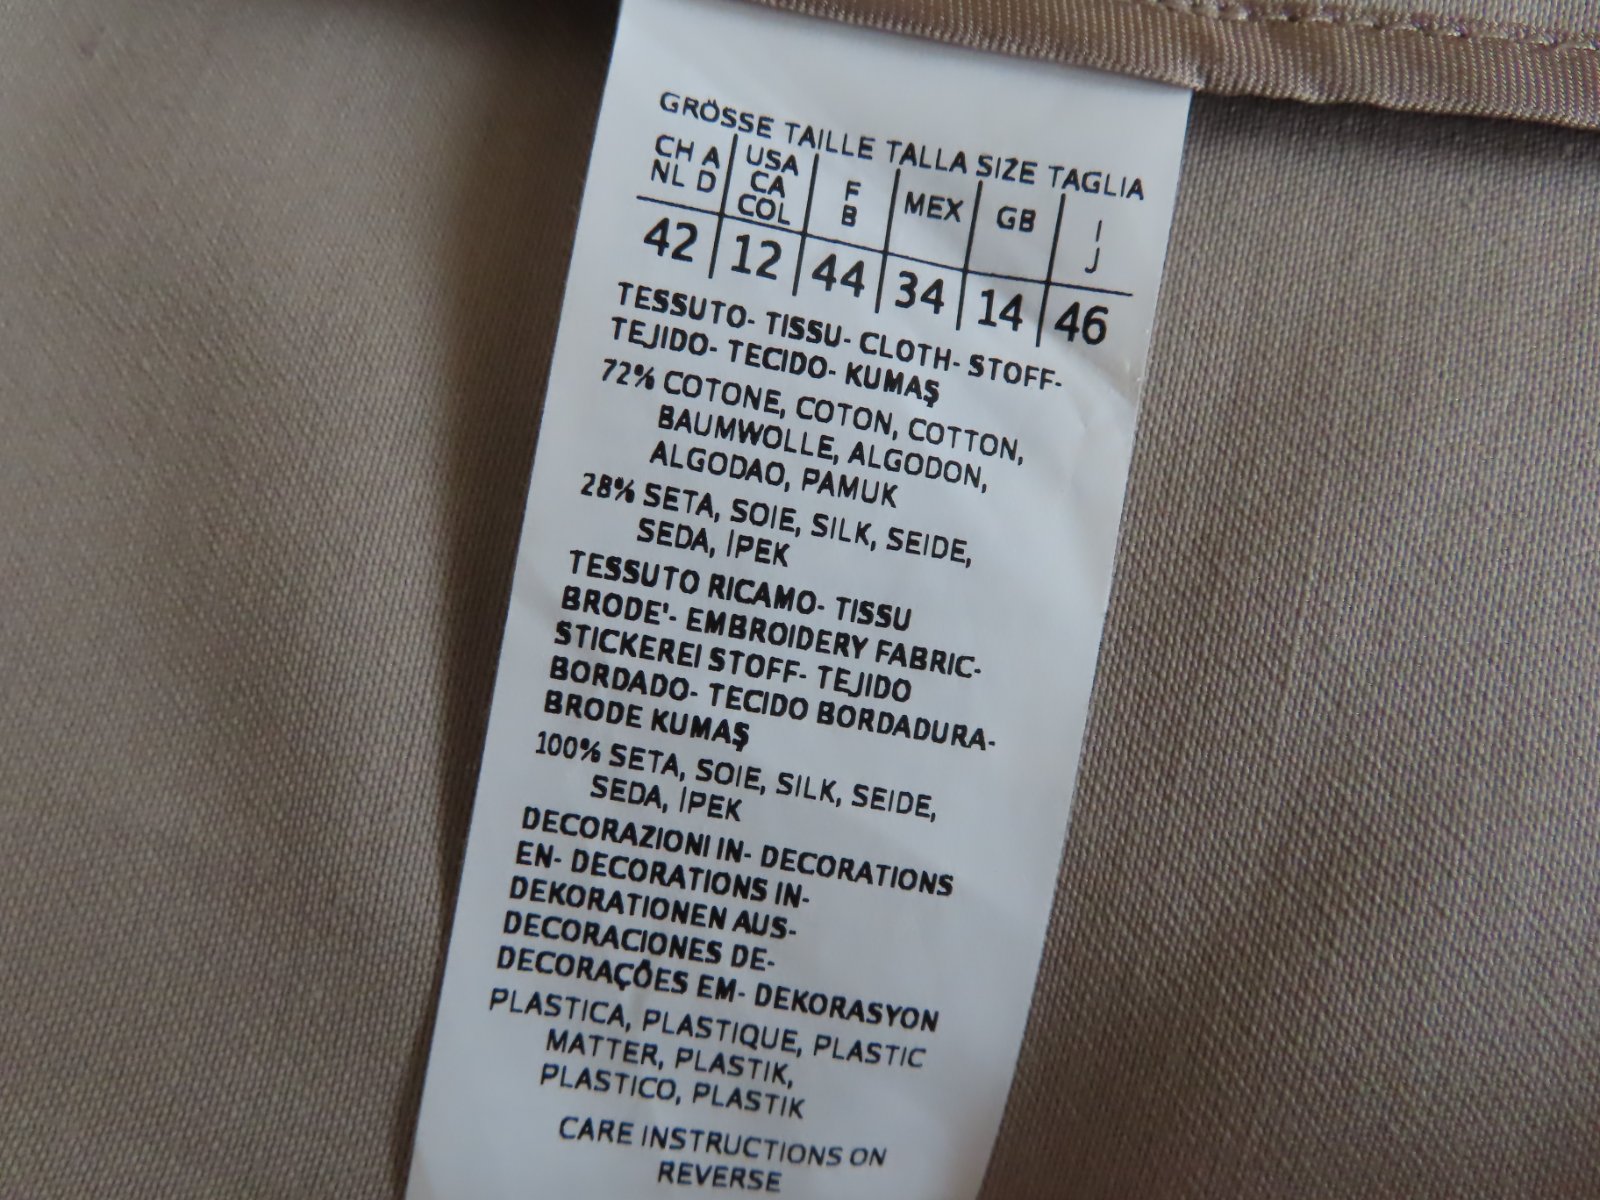 GRÖSSE TAILLE TALLA SIZE TAGLIA
CH A USA F MEX GB I
NL D CA B J
COL
42 12 44 34 14 46
TESSUTO- TISSU- CLOTH- STOFF-
TEJIDO- TECIDO- KUMAŞ
72% COTONE, COTON, COTTON,
BAUMWOLLE, ALGODON,
ALGODAO, PAMUK
28% SETA, SOIE, SILK, SEIDE,
SEDA, İPEK
TESSUTO RICAMO- TISSU
BRODE'- EMBROIDERY FABRIC-
STICKEREI STOFF- TEJIDO
BORDADO- TECIDO BORDADURA-
BRODE KUMAŞ
100% SETA, SOIE, SILK, SEIDE,
SEDA, İPEK
DECORAZIONI IN- DECORATIONS
EN- DECORATIONS IN-
DEKORATIONEN AUS-
DECORACIONES DE-
DECORAÇÕES EM- DEKORASYON
PLASTICA, PLASTIQUE, PLASTIC
MATTER, PLASTIK,
PLASTICO, PLASTIK
CARE INSTRUCTIONS ON
REVERSE